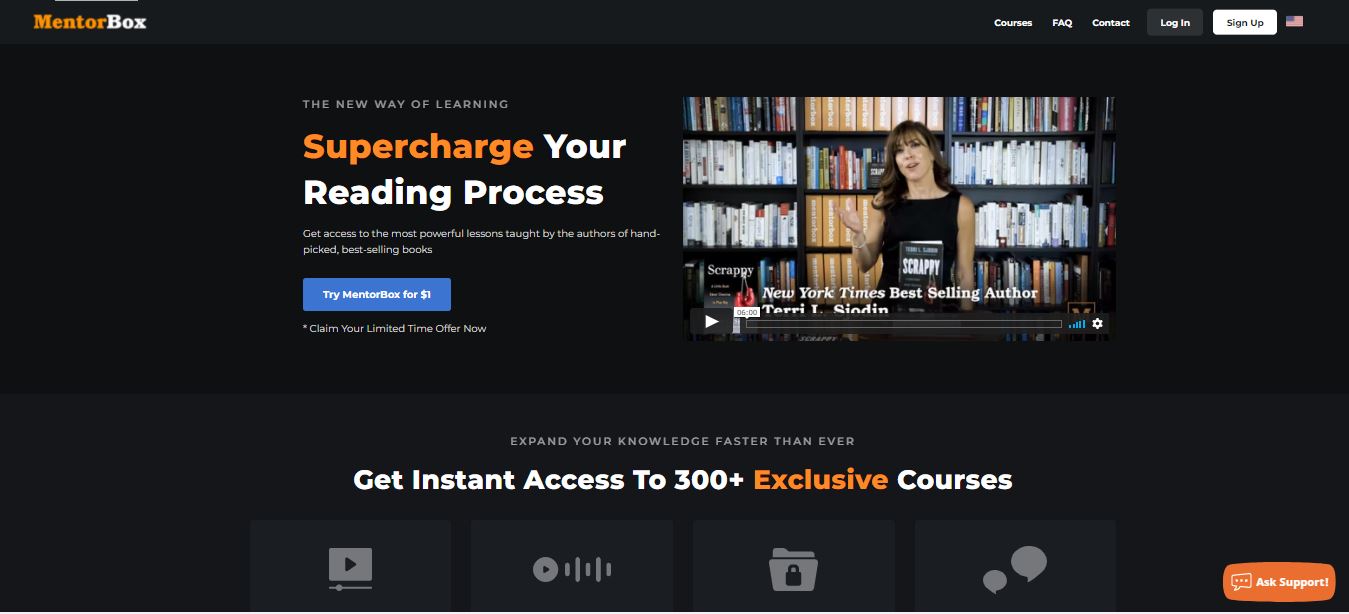 MentorBox
Courses
FAQ
Contact
Log In
Sign Up
THE NEW WAY OF LEARNING
Supercharge Your
Reading Process
Get access to the most powerful lessons taught by the authors of hand-
picked, best-selling books
Try MentorBox for $1
* Claim Your Limited Time Offer Now
TERRI L. SJODIN
SCRAPPY
Scrappy
New York Times Best Selling Author
Terri L. Sjodin
06:00
EXPAND YOUR KNOWLEDGE FASTER THAN EVER
Get Instant Access To 300+ Exclusive Courses
Ask Support!